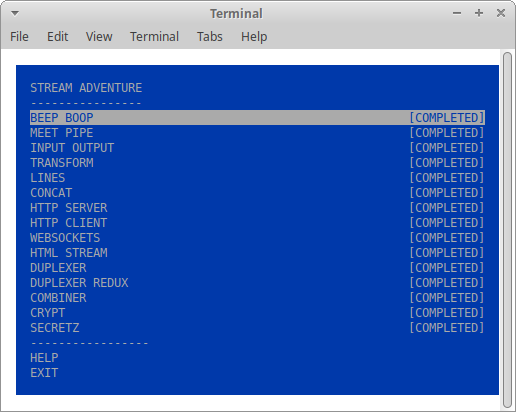 Terminal
File Edit View Terminal Tabs Help
STREAM ADVENTURE
----------------
BEEP BOOP [COMPLETED]
MEET PIPE [COMPLETED]
INPUT OUTPUT [COMPLETED]
TRANSFORM [COMPLETED]
LINES [COMPLETED]
CONCAT [COMPLETED]
HTTP SERVER [COMPLETED]
HTTP CLIENT [COMPLETED]
WEBSOCKETS [COMPLETED]
HTML STREAM [COMPLETED]
DUPLEXER [COMPLETED]
DUPLEXER REDUX [COMPLETED]
COMBINER [COMPLETED]
CRYPT [COMPLETED]
SECRETZ [COMPLETED]
-----------------
HELP
EXIT